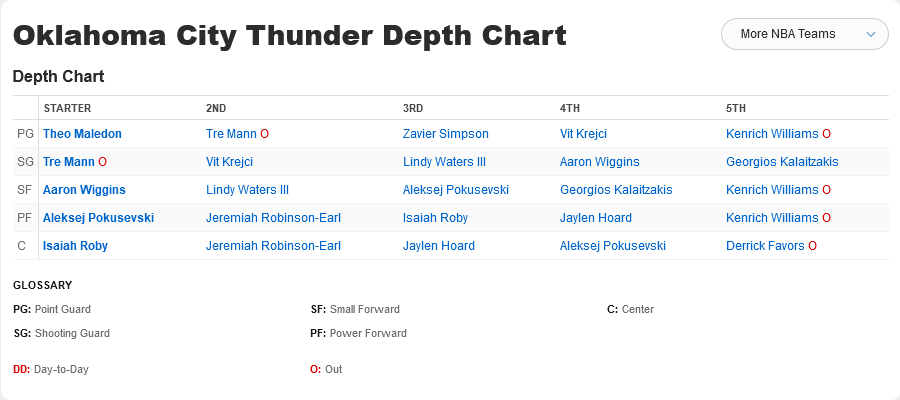 Oklahoma City Thunder Depth Chart
More NBA Teams
Depth Chart
STARTER 2ND 3RD 4TH 5TH
PG Theo Maledon Tre Mann O Zavier Simpson Vit Krejci Kenrich Williams O
SG Tre Mann O Vit Krejci Lindy Waters III Aaron Wiggins Georgios Kalaitzakis
SF Aaron Wiggins Lindy Waters III Aleksej Pokusevski Georgios Kalaitzakis Kenrich Williams O
PF Aleksej Pokusevski Jeremiah Robinson-Earl Isaiah Roby Jaylen Hoard Kenrich Williams O
C Isaiah Roby Jeremiah Robinson-Earl Jaylen Hoard Aleksej Pokusevski Derrick Favors O
GLOSSARY
PG: Point Guard SF: Small Forward C: Center
SG: Shooting Guard PF: Power Forward
DD: Day-to-Day O: Out